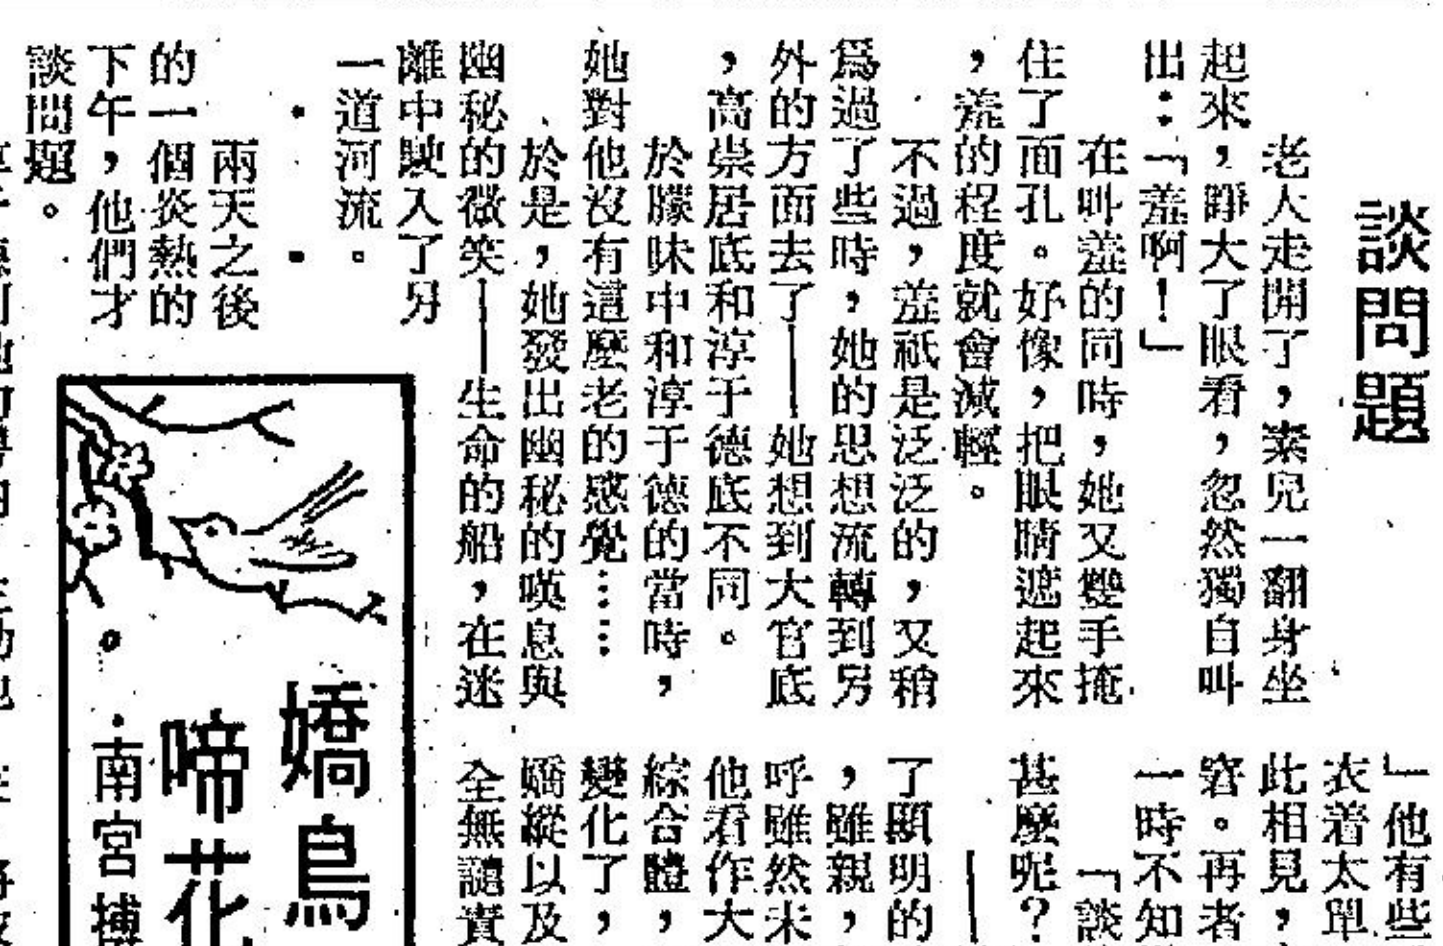 談問題
老人走開了，素兒一翻身坐
起來，睜大了眼看，忽然獨自叫
出：「羞啊！」
在叫羞的同時，她又雙手掩
住了面孔。好像，把眼睛遮起來
，羞的程度就會減輕。
不過，羞祇是泛泛的，又稍
爲過了些時，她的思想流轉到另
外的方面去了——她想到大官底
，高崇居底和淳于德底不同。
於朦昧中和淳于德的當時，
她對他沒有這麼老的感覺……
於是，她發出幽秘的嘆息與
幽秘的微笑——生命的船，在迷
離中駛入了另
一道河流。
・・
兩天之後
的一個炎熱的
下午，他們才
談問題。
嬌鳥
啼花
・南宮搏
」他有些
衣着太單
此相見，
窘。再者
一時不知
「談
甚麼呢？
—
了顯明的
，雖親，
呼雖然未
他看作大
綜合體，
變化了，
嬌縱以及
全無譴責